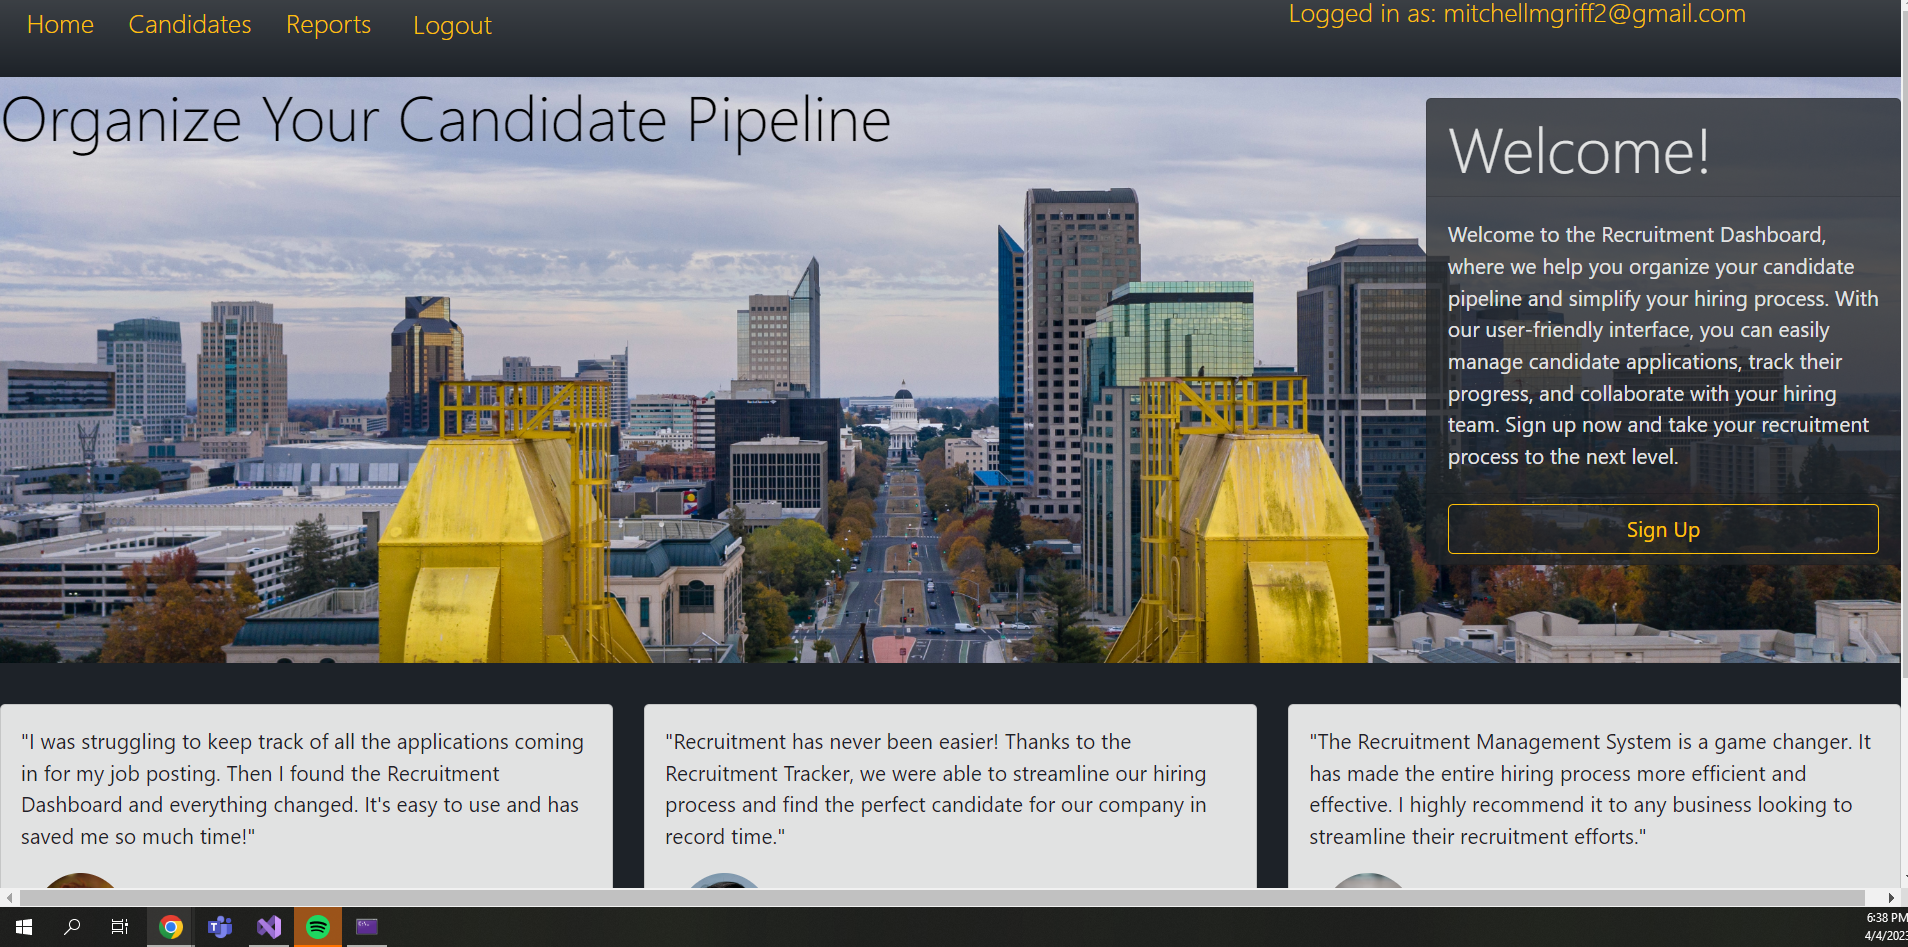 Home Candidates Reports Logout
Logged in as: mitchellmgriff2@gmail.com
Organize Your Candidate Pipeline
Welcome!
Welcome to the Recruitment Dashboard,
where we help you organize your candidate
pipeline and simplify your hiring process. With
our user-friendly interface, you can easily
manage candidate applications, track their
progress, and collaborate with your hiring
team. Sign up now and take your recruitment
process to the next level.
Sign Up
"I was struggling to keep track of all the applications coming
in for my job posting. Then I found the Recruitment
Dashboard and everything changed. It's easy to use and has
saved me so much time!"
"Recruitment has never been easier! Thanks to the
Recruitment Tracker, we were able to streamline our hiring
process and find the perfect candidate for our company in
record time."
"The Recruitment Management System is a game changer. It
has made the entire hiring process more efficient and
effective. I highly recommend it to any business looking to
streamline their recruitment efforts."
6:38 PM
4/4/2023